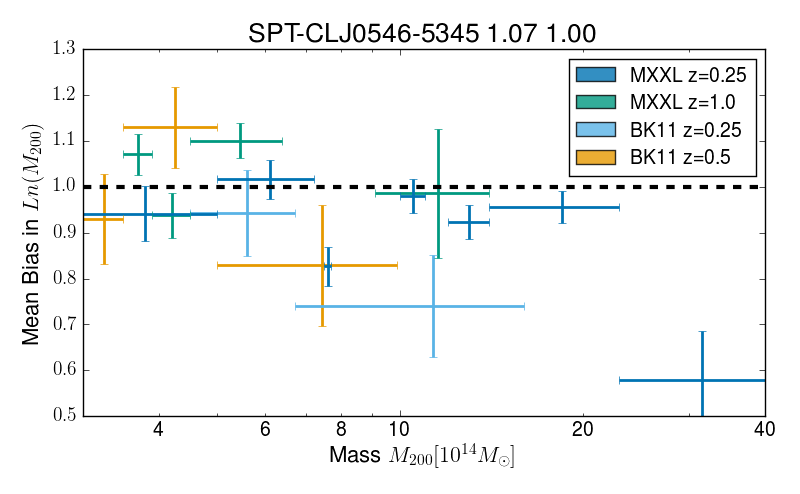 SPT-CLJ0546-5345 1.07 1.00
1.3
1.2
1.1
1.0
0.9
0.8
0.7
0.6
0.5
Mean Bias in Ln(M₂₀₀)
MXXL z=0.25
MXXL z=1.0
BK11 z=0.25
BK11 z=0.5
4 6 8 10 20 40
Mass M₂₀₀[10¹⁴M☉]